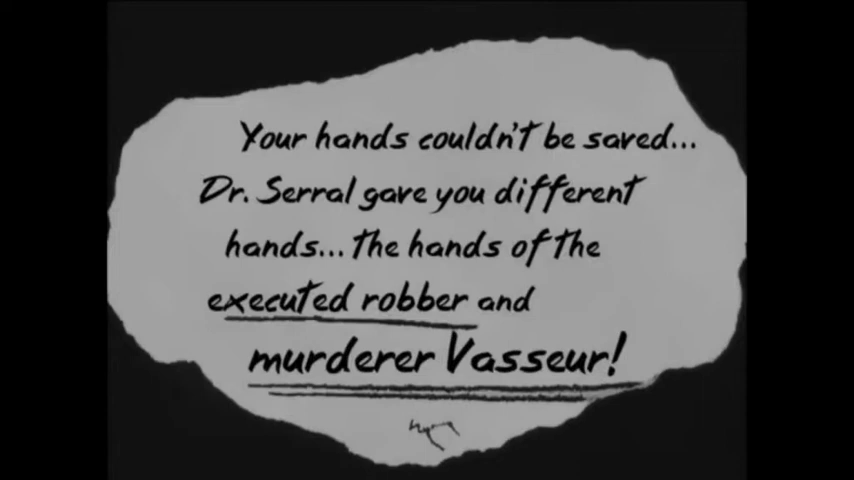 Your hands couldn't be saved...
Dr. Serral gave you different
hands... the hands of the
executed robber and
murderer Vasseur!